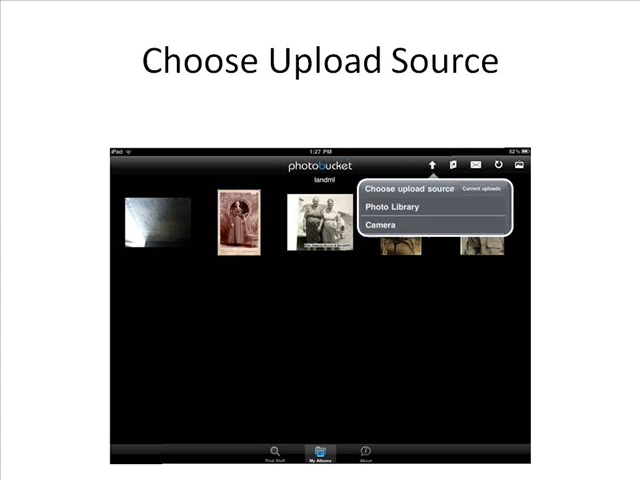 Choose Upload Source
iPad 1:27 PM 92%
photobucket
landml
Choose upload source Current uploads
Photo Library
Camera
Find Stuff My Albums About